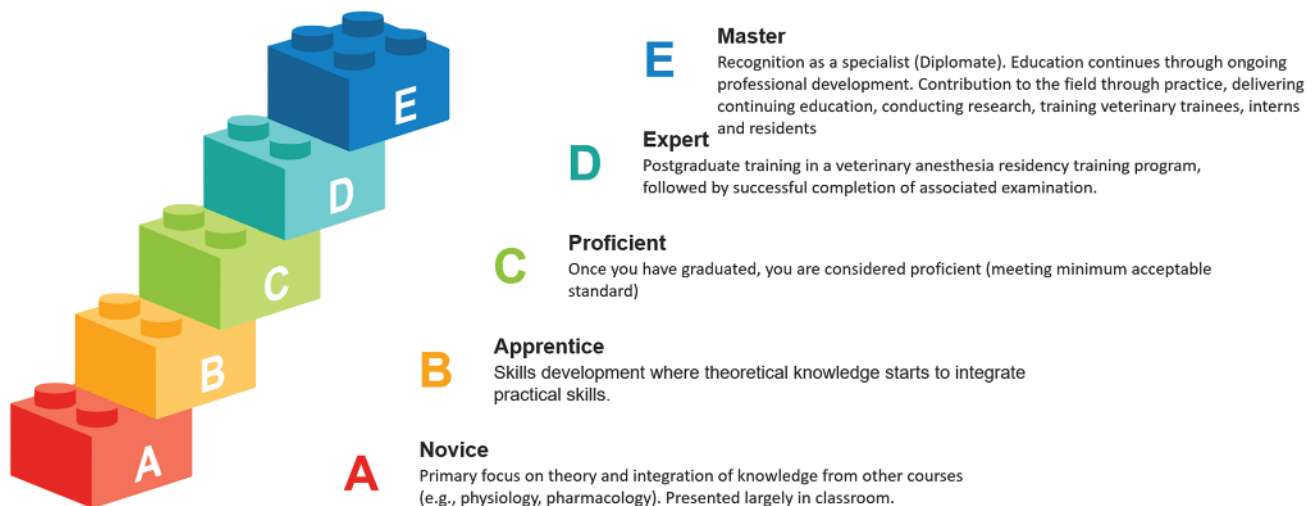 E
Master
Recognition as a specialist (Diplomate). Education continues through ongoing
professional development. Contribution to the field through practice, delivering
continuing education, conducting research, training veterinary trainees, interns
and residents
D
Expert
Postgraduate training in a veterinary anesthesia residency training program,
followed by successful completion of associated examination.
C
Proficient
Once you have graduated, you are considered proficient (meeting minimum acceptable
standard)
B
Apprentice
Skills development where theoretical knowledge starts to integrate
practical skills.
A
Novice
Primary focus on theory and integration of knowledge from other courses
(e.g., physiology, pharmacology). Presented largely in classroom.
E
D
C
B
A